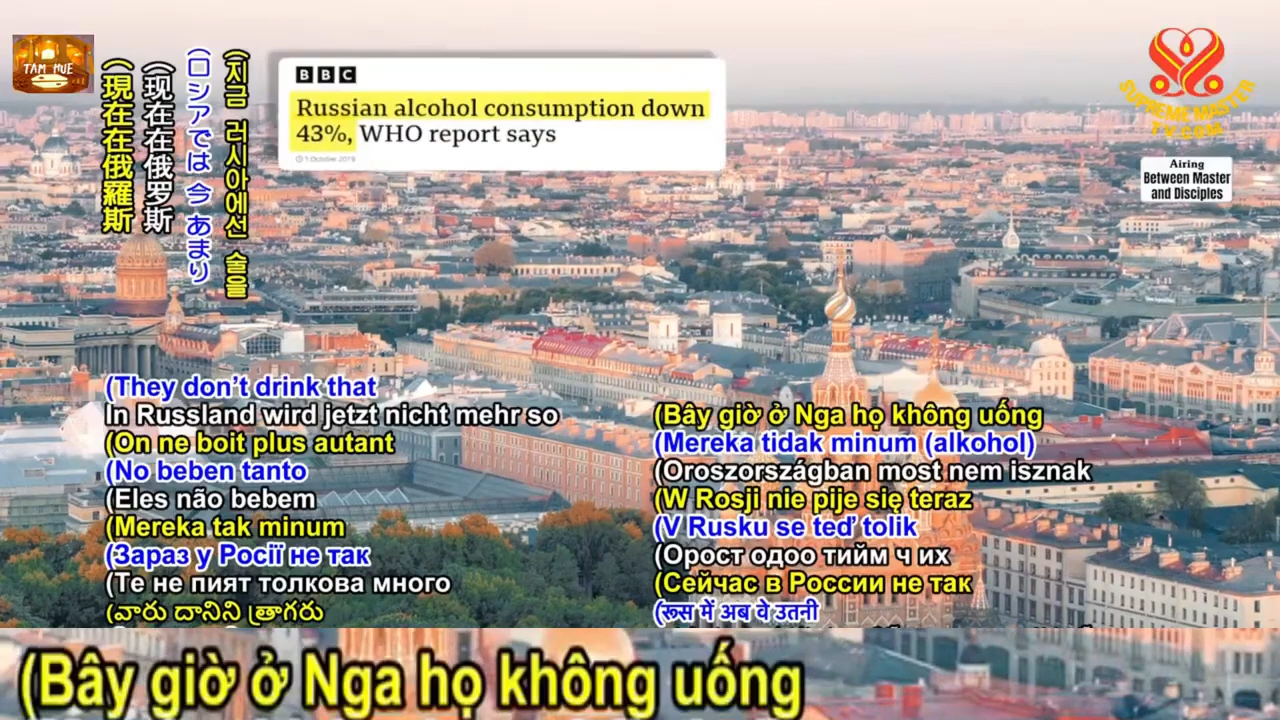 TAM HUE
(現在在俄羅斯
(现在在俄罗斯
(ロシアでは 今 あまり
(지금 러시아에선 술을
BBC
Russian alcohol consumption down
43%, WHO report says
1 October 2019
SUPREME MASTER
TV.COM
Airing
Between Master
and Disciples
(They don't drink that
In Russland wird jetzt nicht mehr so
(On ne boit plus autant
(No beben tanto
(Eles não bebem
(Mereka tak minum
(Зараз у Росії не так
(Те не пият толкова много
(వారు దానిని త్రాగరు
(Bây giờ ở Nga họ không uống
(Mereka tidak minum (alkohol)
(Oroszországban most nem isznak
(W Rosji nie pije się teraz
(V Rusku se teď tolik
(Орост одоо тийм ч их
(Сейчас в России не так
(रूस में अब वे उतनी
(Bây giờ ở Nga họ không uống